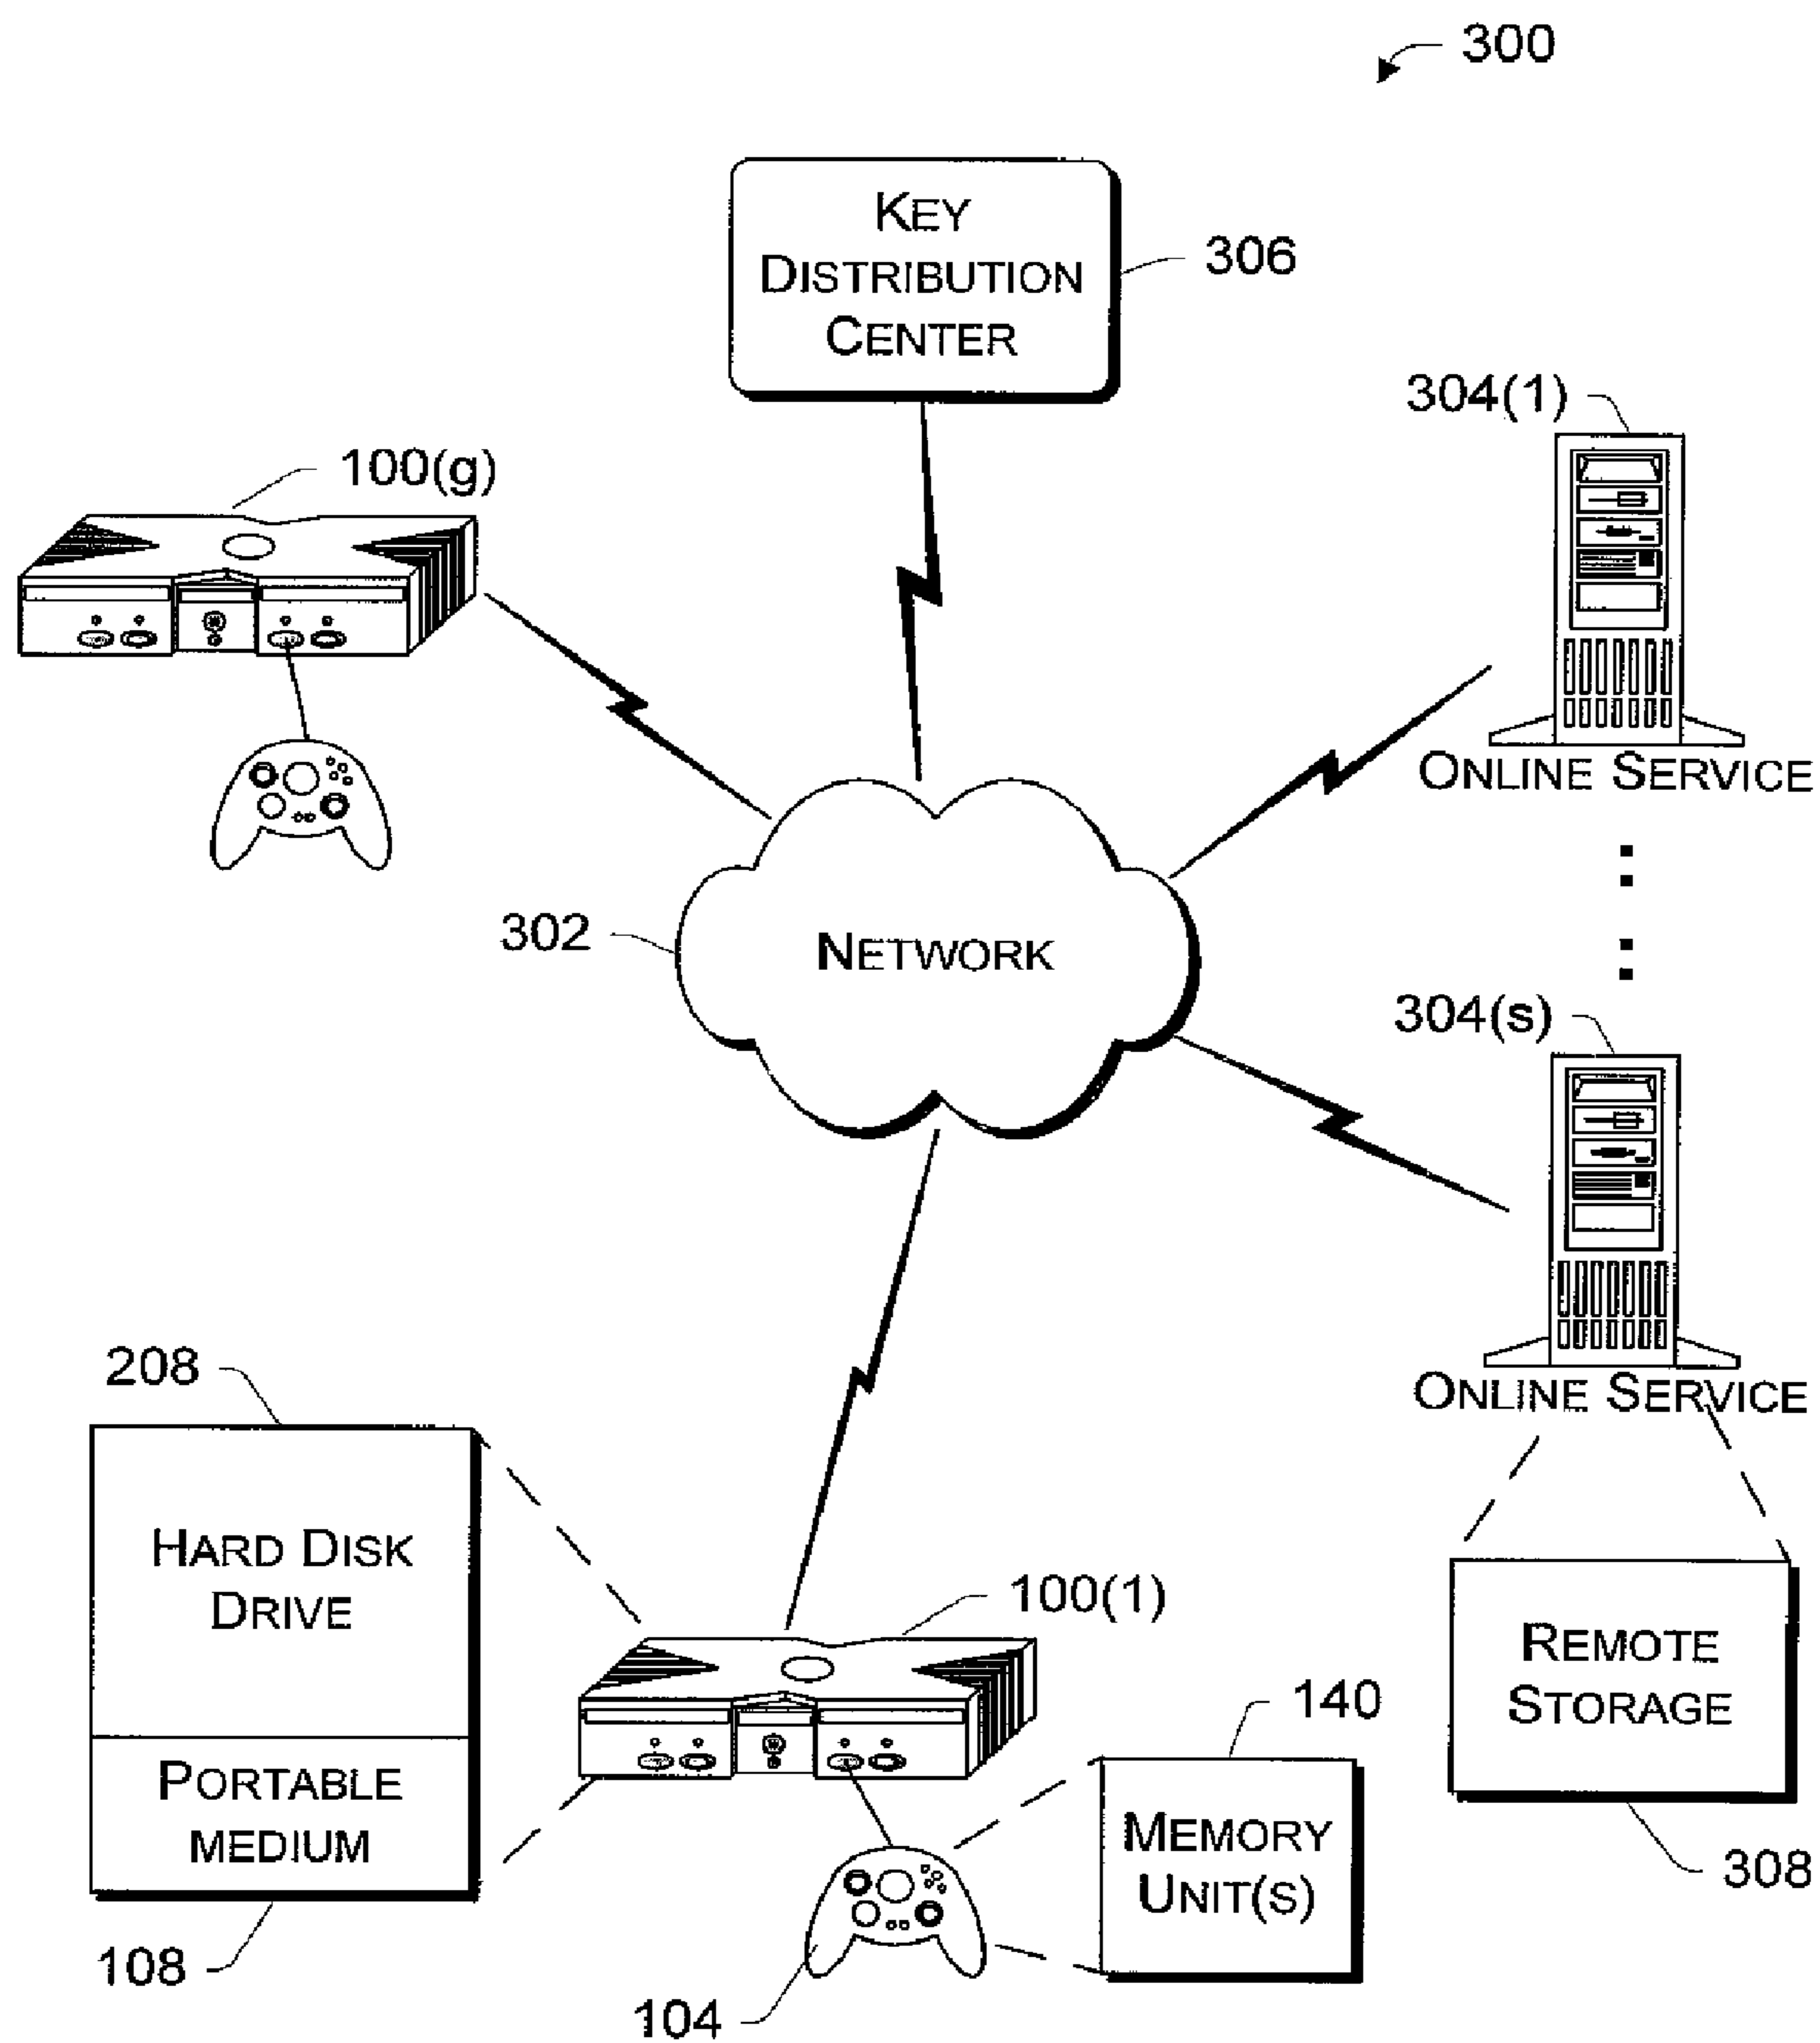 300
KEY
DISTRIBUTION
CENTER
306
304(1)
100(g)
ONLINE SERVICE
302
NETWORK
304(s)
208
ONLINE SERVICE
HARD DISK
DRIVE
100(1)
REMOTE
STORAGE
140
PORTABLE
MEDIUM
MEMORY
UNIT(S)
308
108
104